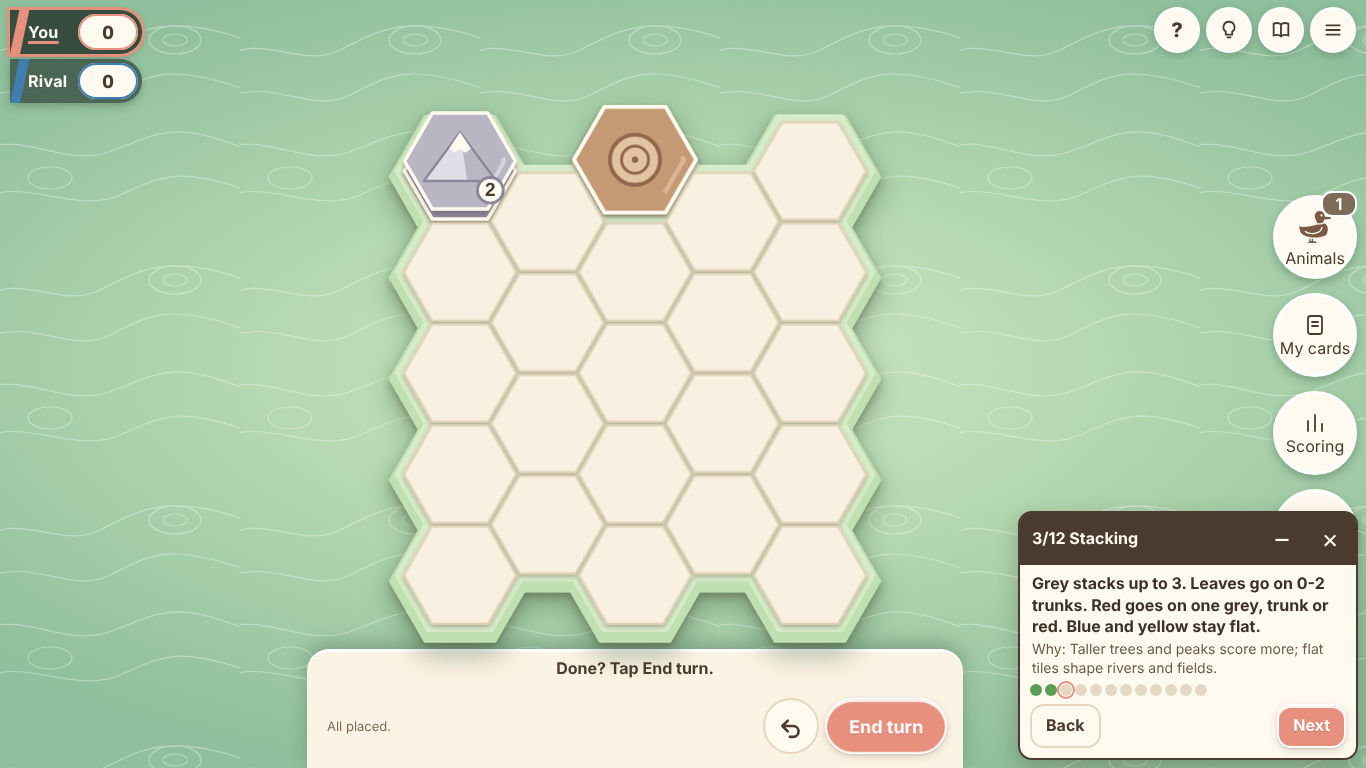 You 0
Rival 0
?
1
Animals
My cards
Scoring
2
3/12 Stacking
Grey stacks up to 3. Leaves go on 0-2
trunks. Red goes on one grey, trunk or
red. Blue and yellow stay flat.
Why: Taller trees and peaks score more; flat
tiles shape rivers and fields.
Back
Next
Done? Tap End turn.
All placed.
End turn